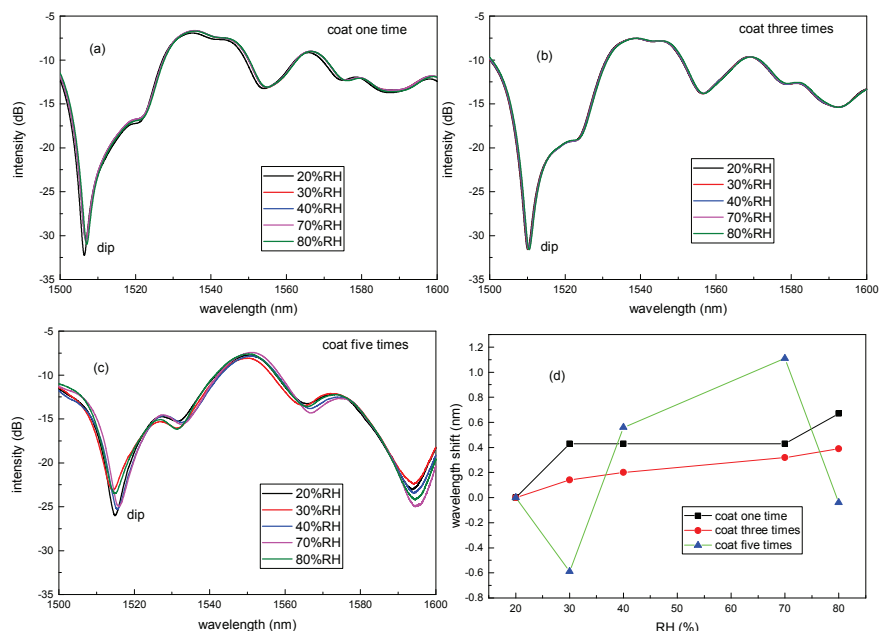 (a)
coat one time
intensity (dB)
-5
-10
-15
-20
-25
-30
-35
20%RH
30%RH
40%RH
70%RH
80%RH
dip
1500
1520
1540
1560
1580
1600
wavelength (nm)
(b)
coat three times
intensity (dB)
-5
-10
-15
-20
-25
-30
-35
20%RH
30%RH
40%RH
70%RH
80%RH
dip
1500
1520
1540
1560
1580
1600
wavelength (nm)
(c)
coat five times
intensity (dB)
-5
-10
-15
-20
-25
-30
-35
20%RH
30%RH
40%RH
70%RH
80%RH
dip
1500
1520
1540
1560
1580
1600
wavelength (nm)
(d)
wavelength shift (nm)
1.2
1.0
0.8
0.6
0.4
0.2
0.0
-0.2
-0.4
-0.6
-0.8
coat one time
coat three times
coat five times
20
30
40
50
60
70
80
RH (%)